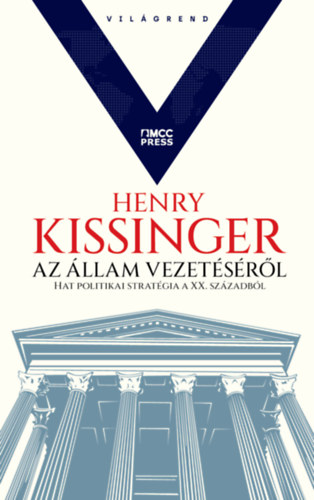 VILÁGREND
MCC
PRESS
HENRY
KISSINGER
AZ ÁLLAM VEZETÉSÉRŐL
HAT POLITIKAI STRATÉGIA A XX. SZÁZADBÓL